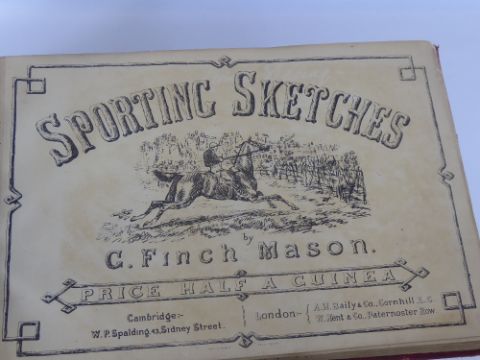 SPORTING SKETCHES
by
G. FINCH MASON.
PRICE HALF A GUINEA
Cambridge:-
W. P. Spalding, 43, Sidney Street.
London:-
A. H. Baily & Co., Cornhill. E. C.
W. Kent & Co., Paternoster Row